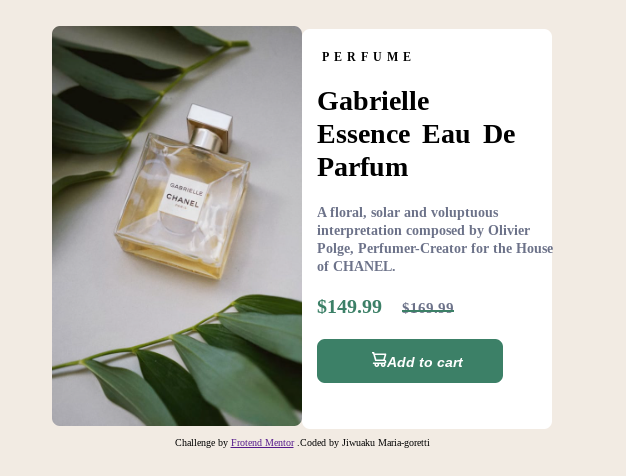 PERFUME
Gabrielle
Essence Eau De
Parfum
GABRIELLE
CHANEL
PARIS
A floral, solar and voluptuous
interpretation composed by Olivier
Polge, Perfumer-Creator for the House
of CHANEL.
$149.99 $169.99
Add to cart
Challenge by Frotend Mentor .Coded by Jiwuaku Maria-goretti